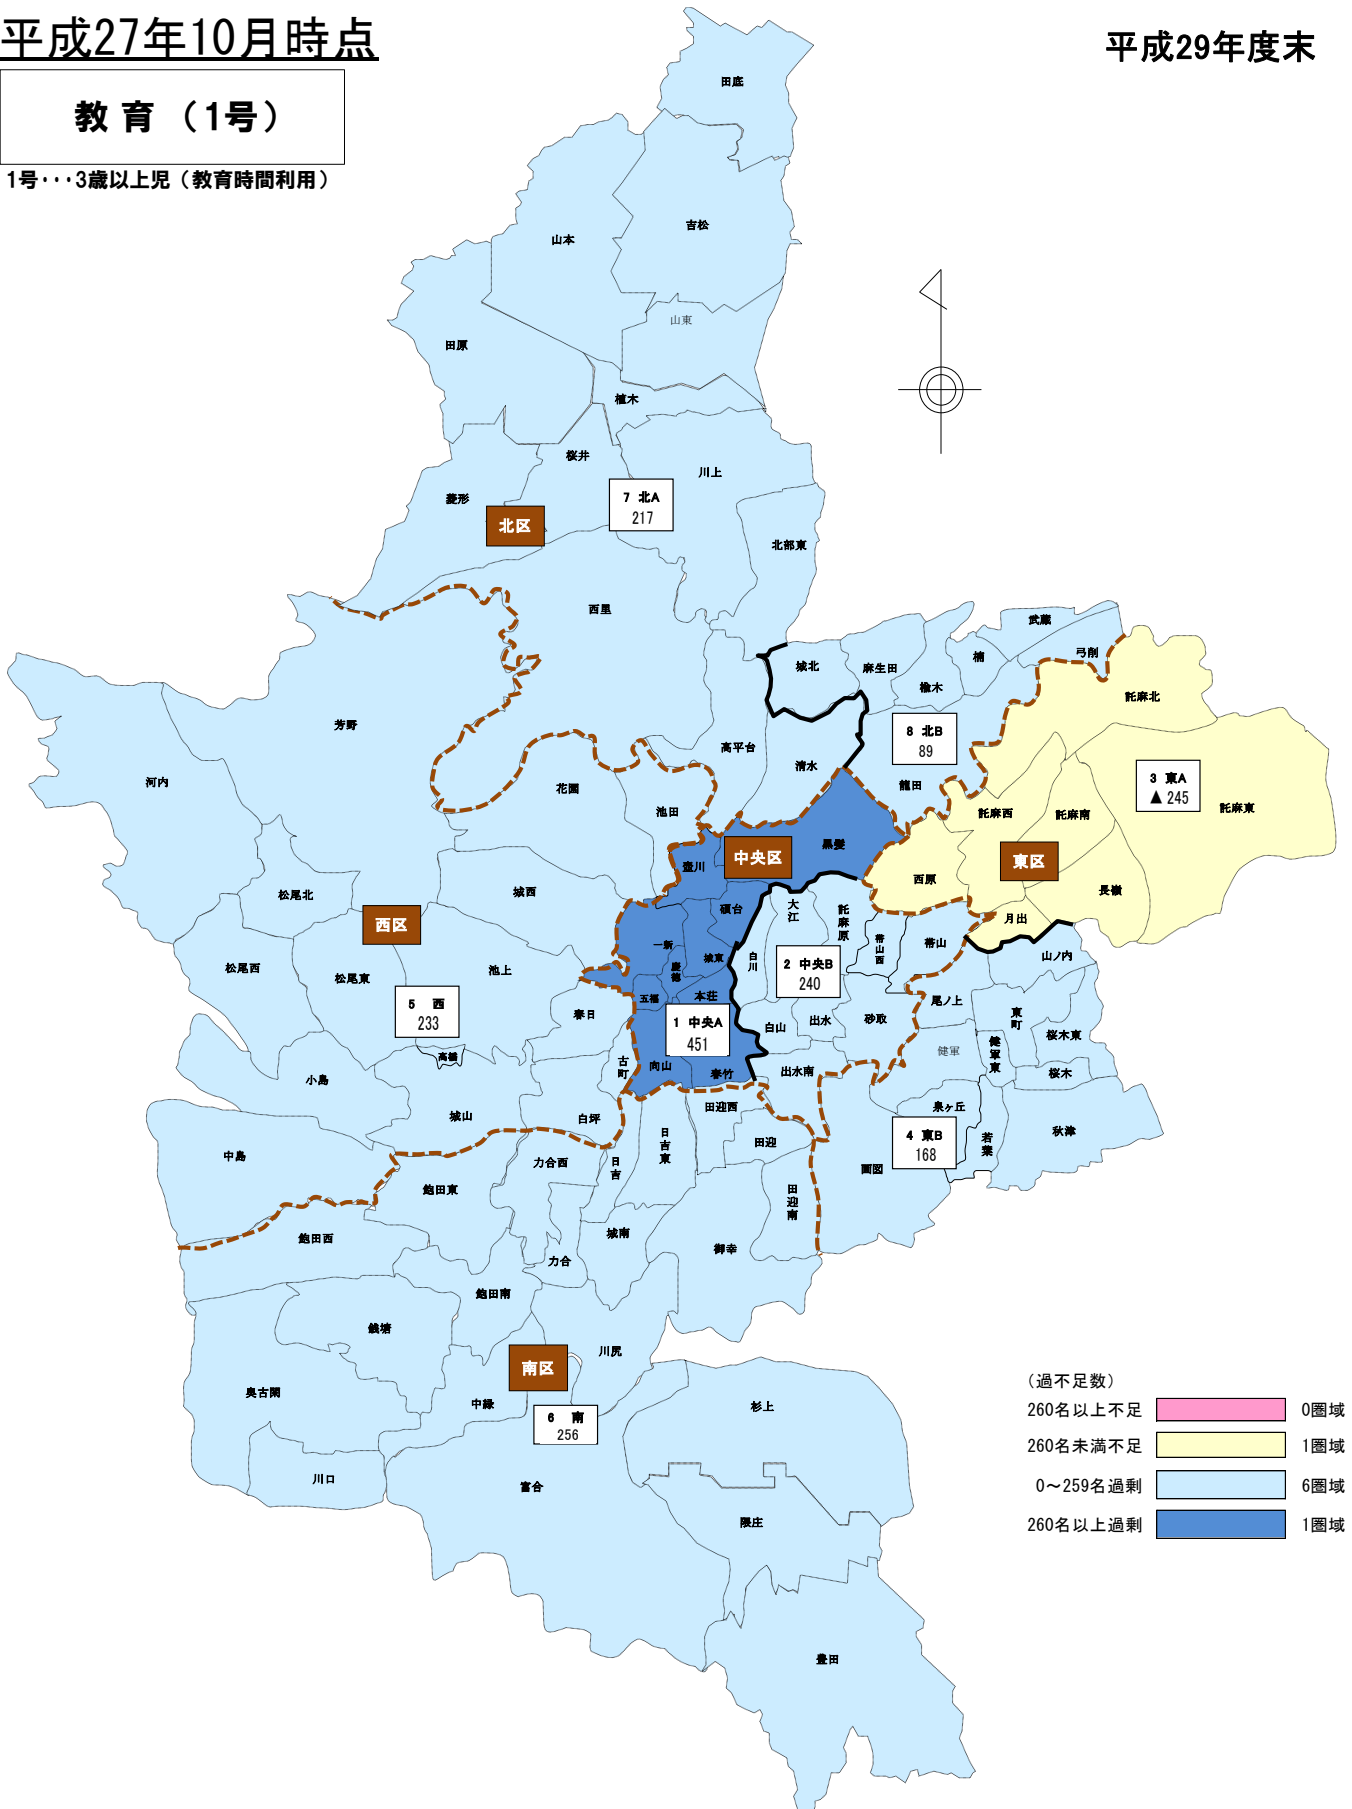 平成27年10月時点
平成29年度末
教 育 （1号）
1号･･･3歳以上児（教育時間利用）
田底
山本
吉松
山東
田原
植木
桜井
川上
菱形
7 北A
217
北区
北部東
西里
武蔵
城北
麻生田
楠
弓削
楡木
託麻北
芳野
高平台
8 北B
89
清水
河内
花園
龍田
3 東A
▲ 245
託麻東
池田
託麻西
託麻南
黒髪
中央区
東区
壺川
西原
長嶺
松尾北
城西
碩台
大江
託麻原
月出
西区
帯山西
帯山
一新
城東
山ノ内
松尾西
松尾東
池上
慶徳
白川
2 中央B
240
五福
本荘
尾ノ上
5 西
233
春日
1 中央A
451
白山
出水
砂取
東町
桜木東
高橋
健軍
健軍東
古町
向山
春竹
出水南
桜木
小島
城山
白坪
田迎西
泉ヶ丘
4 東B
168
秋津
中島
日吉東
田迎
若葉
力合西
日吉
画図
飽田東
田迎南
飽田西
城南
御幸
力合
飽田南
銭塘
川尻
南区
奥古閑
中緑
6 南
256
杉上
川口
富合
隈庄
豊田
（過不足数）
260名以上不足 0圏域
260名未満不足 1圏域
0～259名過剰 6圏域
260名以上過剰 1圏域